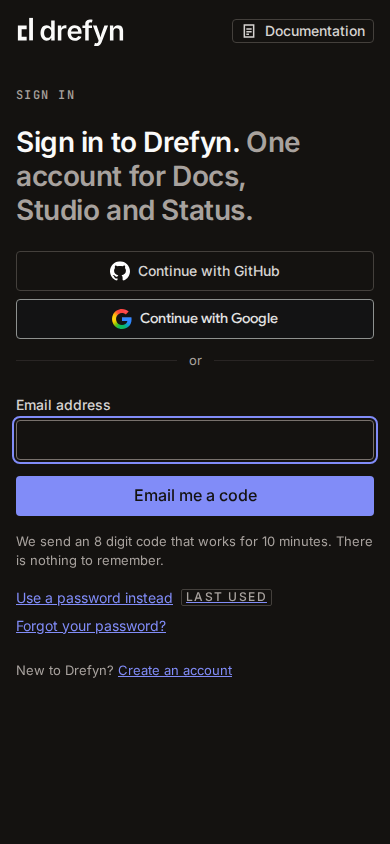 drefyn
Documentation
SIGN IN
Sign in to Drefyn. One
account for Docs,
Studio and Status.
Continue with GitHub
Continue with Google
or
Email address
Email me a code
We send an 8 digit code that works for 10 minutes. There
is nothing to remember.
Use a password instead LAST USED
Forgot your password?
New to Drefyn? Create an account